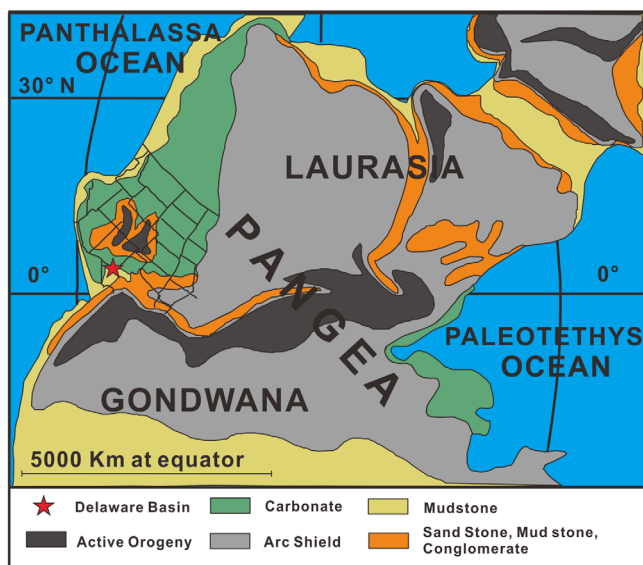 PANTHALASSA
OCEAN
30° N
LAURASIA
PANGEA
0°
0°
PALEOTETHYS
OCEAN
GONDWANA
5000 Km at equator
Delaware Basin
Carbonate
Mudstone
Active Orogeny
Arc Shield
Sand Stone, Mud stone,
Conglomerate